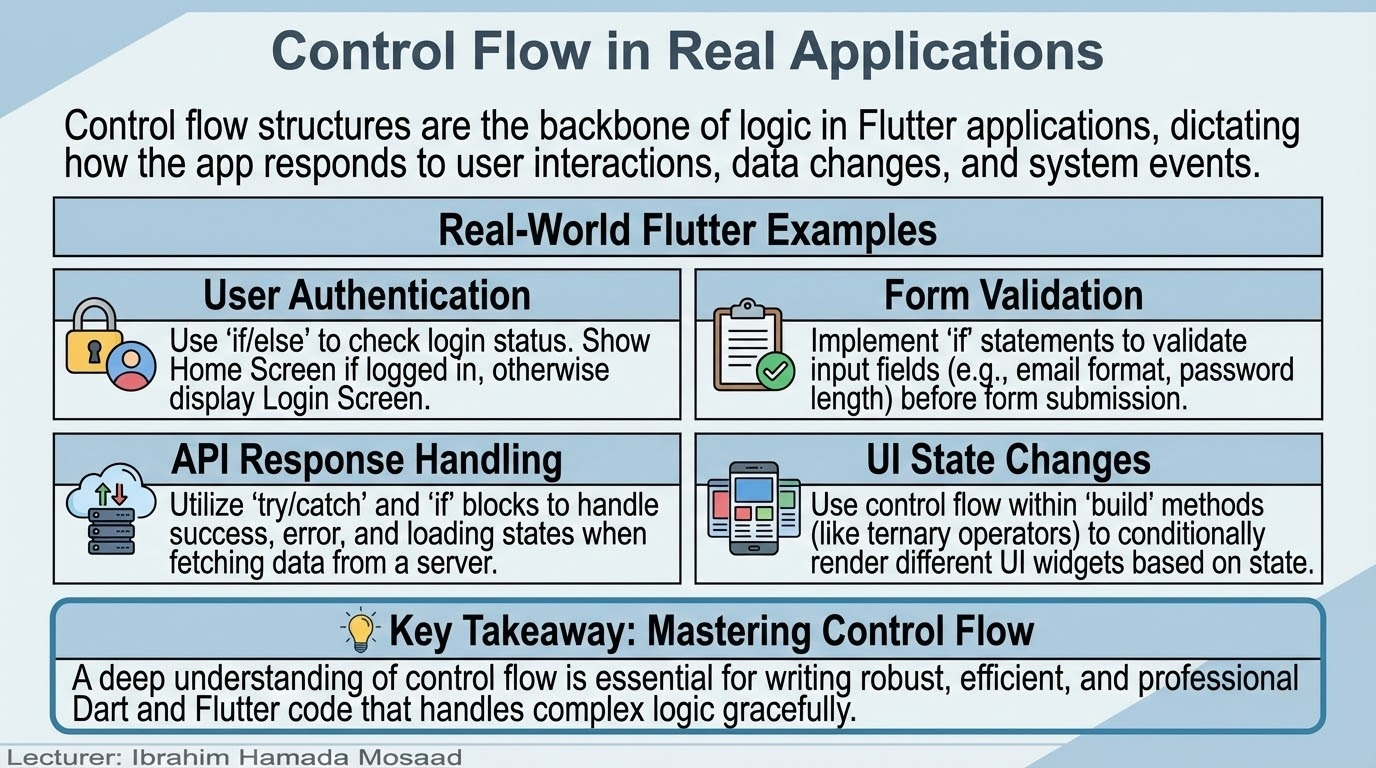 Control Flow in Real Applications
Control flow structures are the backbone of logic in Flutter applications, dictating
how the app responds to user interactions, data changes, and system events.
Real-World Flutter Examples
User Authentication
Use ‘if/else’ to check login status. Show
Home Screen if logged in, otherwise
display Login Screen.
Form Validation
Implement ‘if’ statements to validate
input fields (e.g., email format, password
length) before form submission.
API Response Handling
Utilize ‘try/catch’ and ‘if’ blocks to handle
success, error, and loading states when
fetching data from a server.
UI State Changes
Use control flow within ‘build’ methods
(like ternary operators) to conditionally
render different UI widgets based on state.
Key Takeaway: Mastering Control Flow
A deep understanding of control flow is essential for writing robust, efficient, and professional
Dart and Flutter code that handles complex logic gracefully.
Lecturer: Ibrahim Hamada Mosaad